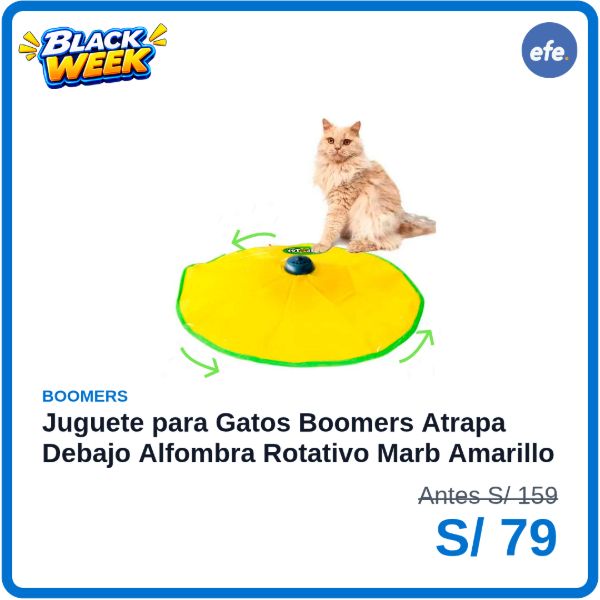 BLACK
WEEK
efe.
BOOMERS
Juguete para Gatos Boomers Atrapa
Debajo Alfombra Rotativo Marb Amarillo
Antes S/ 159
S/ 79